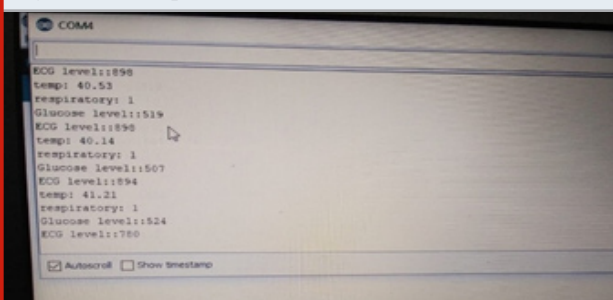 COM4
ECG level::898
temp: 40.53
respiratory: 1
Glucose level::519
ECG level::898
temp: 40.14
respiratory: 1
Glucose level::507
ECG level::894
temp: 41.21
respiratory: 1
Glucose level::524
ECG level::780
Autoscroll Show timestamp